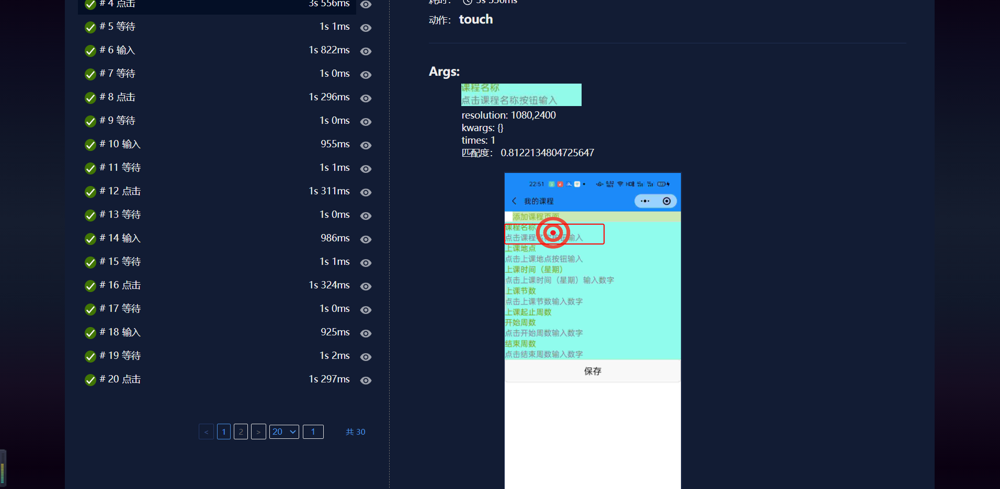 # 4 点击 3s 556ms
# 5 等待 1s 1ms
# 6 输入 1s 822ms
# 7 等待 1s 0ms
# 8 点击 1s 296ms
# 9 等待 1s 0ms
# 10 输入 955ms
# 11 等待 1s 1ms
# 12 点击 1s 311ms
# 13 等待 1s 0ms
# 14 输入 986ms
# 15 等待 1s 1ms
# 16 点击 1s 324ms
# 17 等待 1s 0ms
# 18 输入 925ms
# 19 等待 1s 2ms
# 20 点击 1s 297ms
< 1 2 > 20 1 共 30
耗时： 3s 556ms
动作： touch
Args:
课程名称
点击课程名称按钮输入
resolution: 1080,2400
kwargs: {}
times: 1
匹配度： 0.8122134804725647
22:51
我的课程
添加课程页面
课程名称
点击课程名称按钮输入
上课地点
点击上课地点按钮输入
上课时间（星期）
点击上课时间（星期）输入数字
上课节数
点击上课节数输入数字
上课起止周数
开始周数
点击开始周数输入数字
结束周数
点击结束周数输入数字
保存